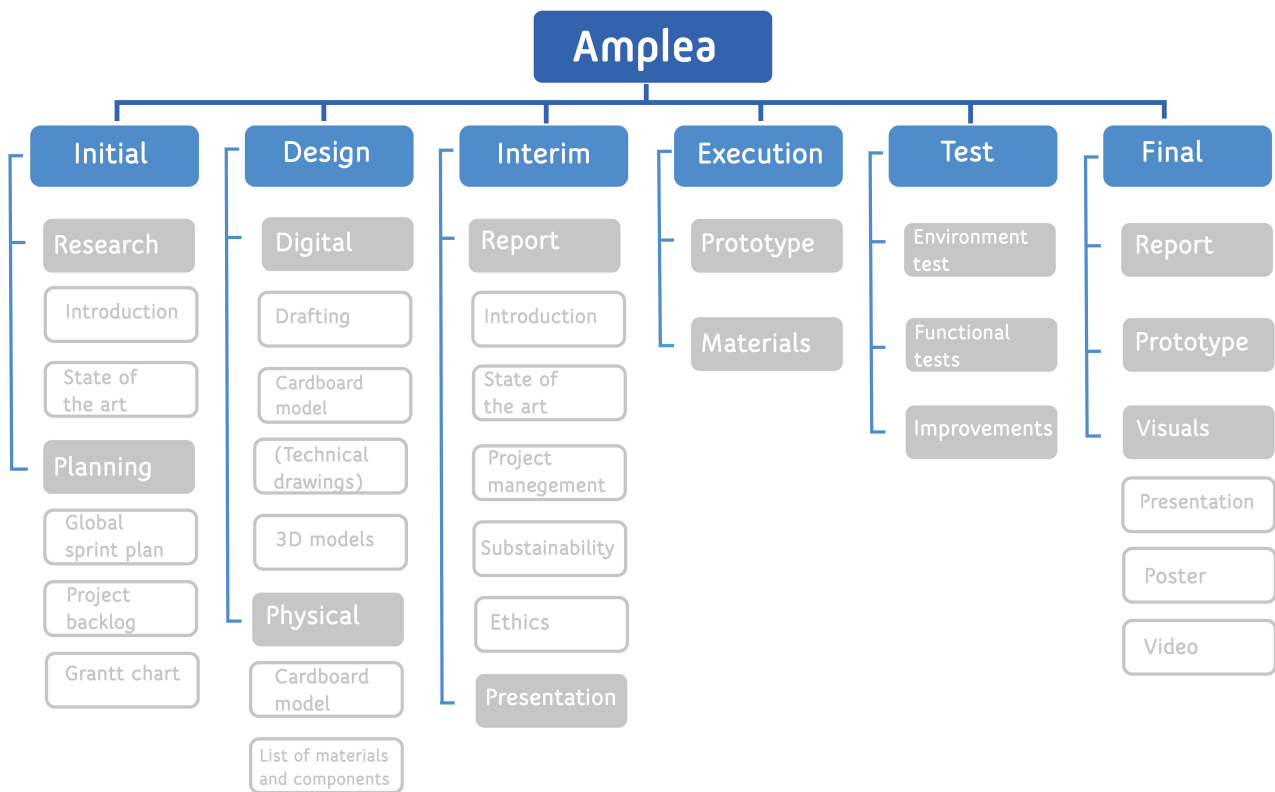 Amplea
Initial
Research
Introduction
State of
the art
Planning
Global
sprint plan
Project
backlog
Grantt chart
Design
Digital
Drafting
Cardboard
model
(Technical
drawings)
3D models
Physical
Cardboard
model
List of materials
and components
Interim
Report
Introduction
State of
the art
Project
manegement
Substainability
Ethics
Presentation
Execution
Prototype
Materials
Test
Environment
test
Functional
tests
Improvements
Final
Report
Prototype
Visuals
Presentation
Poster
Video